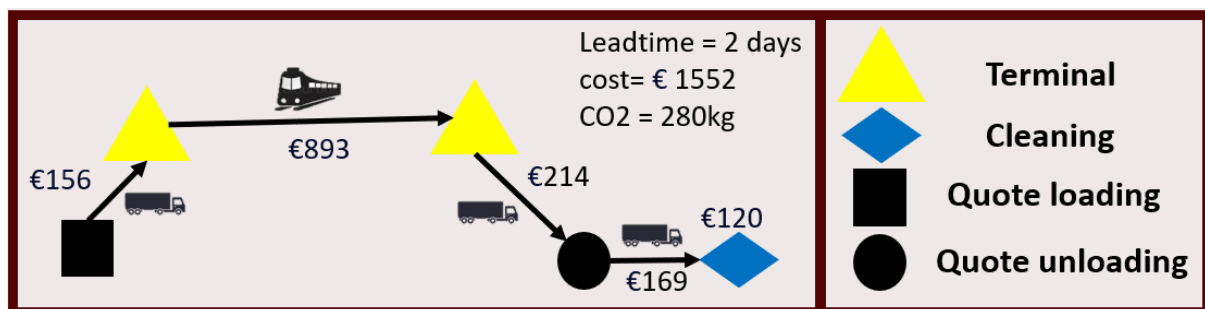 Leadtime = 2 days
cost= € 1552
CO2 = 280kg
€893
€156
€214
€120
€169
Terminal
Cleaning
Quote loading
Quote unloading